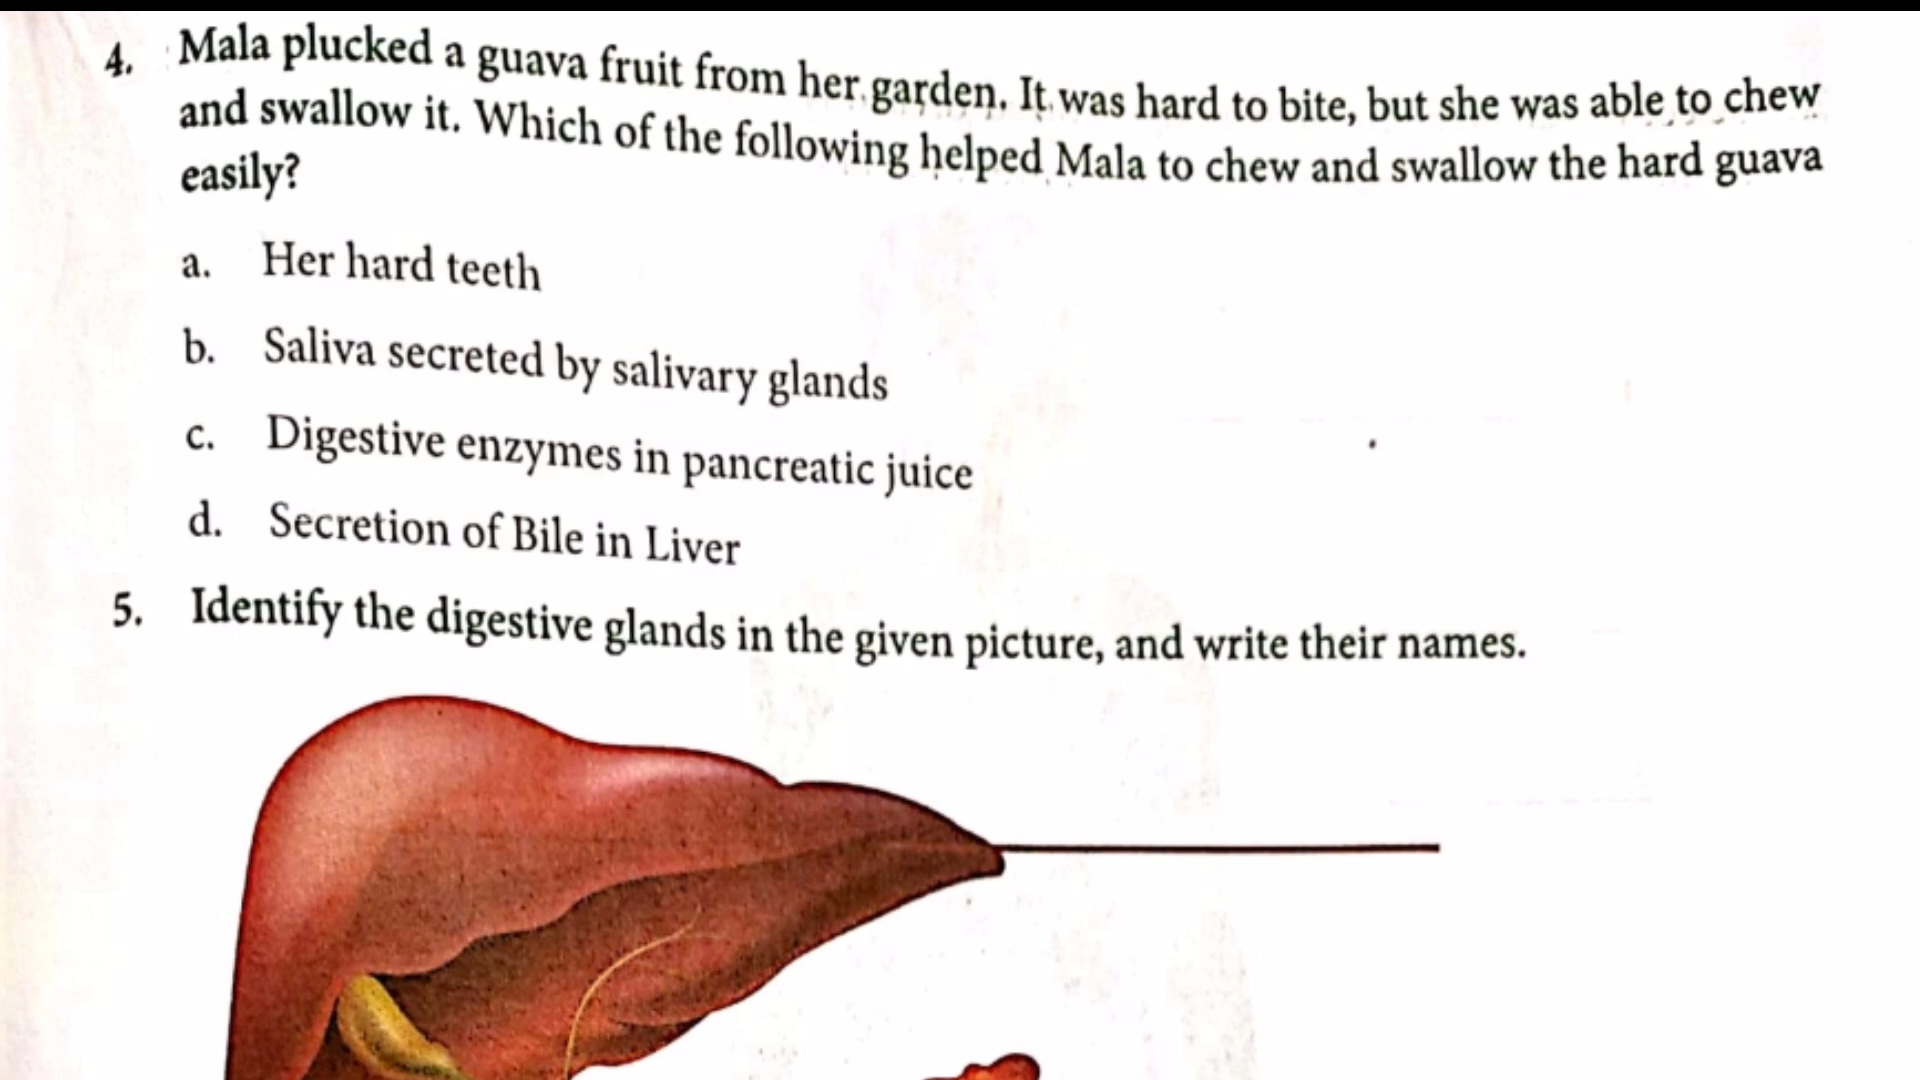 4. Mala plucked a guava fruit from her garden. It was hard to bite, but she was able to chew
and swallow it. Which of the following helped Mala to chew and swallow the hard guava
easily?
a. Her hard teeth
b. Saliva secreted by salivary glands
c. Digestive enzymes in pancreatic juice
d. Secretion of Bile in Liver
5. Identify the digestive glands in the given picture, and write their names.